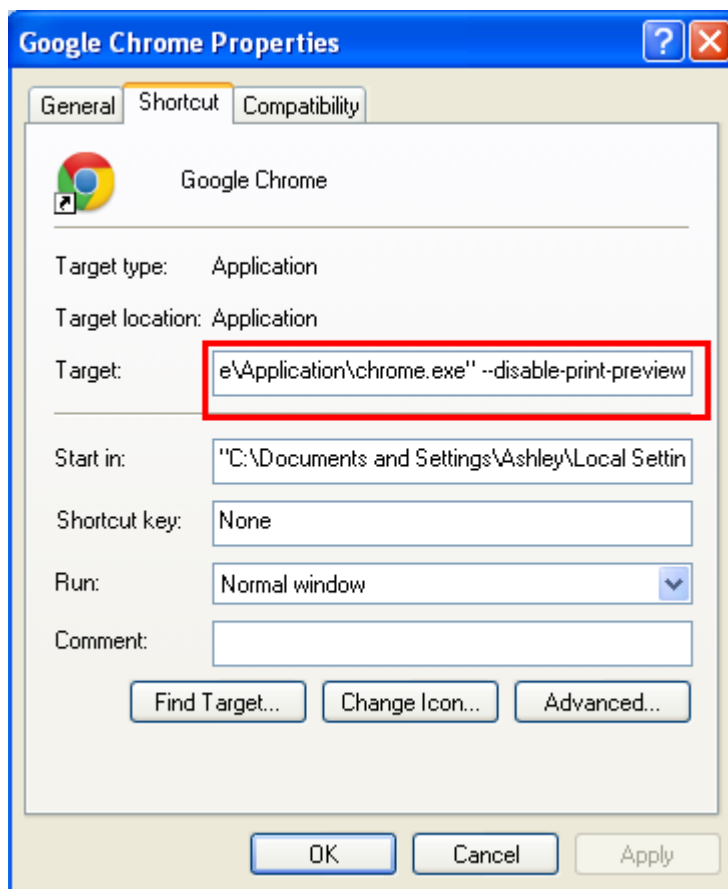 Google Chrome Properties
General Shortcut Compatibility
Google Chrome
Target type: Application
Target location: Application
Target: e\Application\chrome.exe" --disable-print-preview
Start in: "C:\Documents and Settings\Ashley\Local Settin
Shortcut key: None
Run: Normal window
Comment:
Find Target... Change Icon... Advanced...
OK Cancel Apply